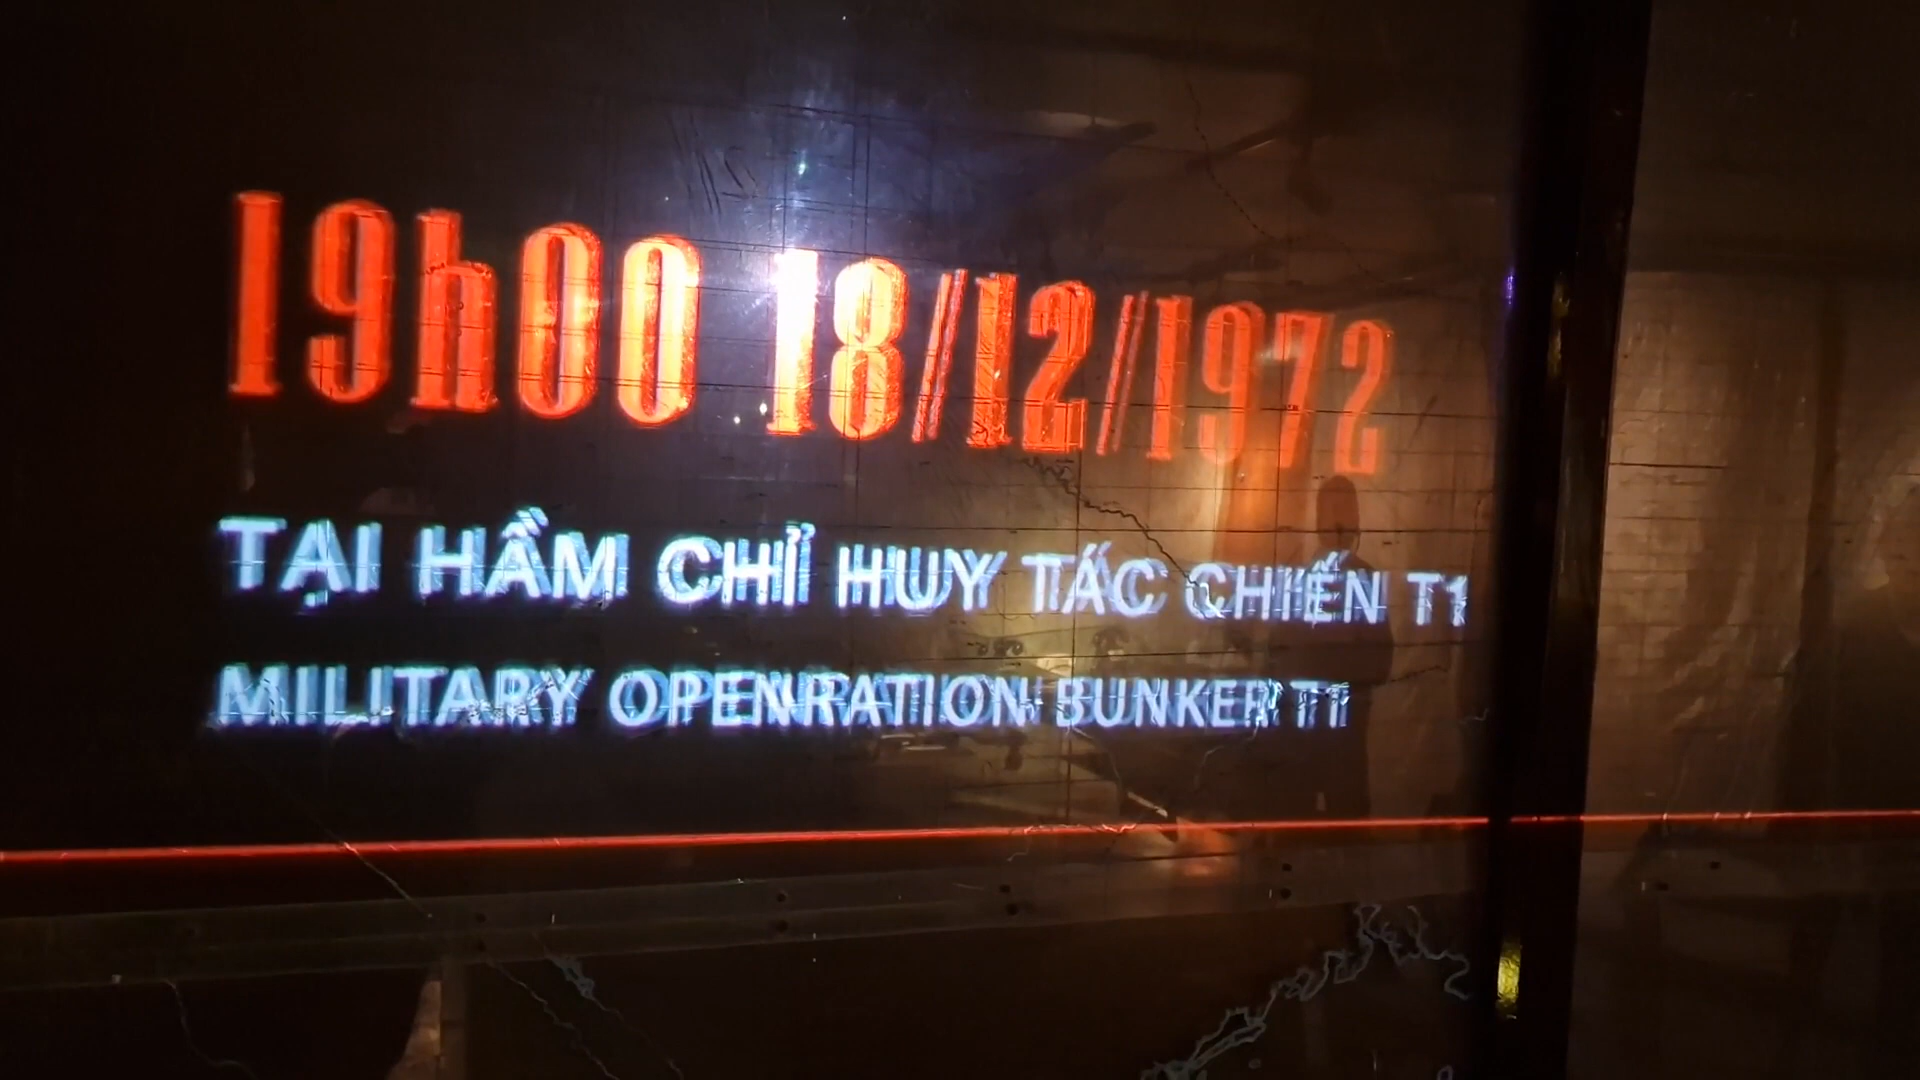 19h00 18/12/1972
TẠI HẦM CHỈ HUY TÁC CHIẾN T1
MILITARY OPENRATION BUNKER T1